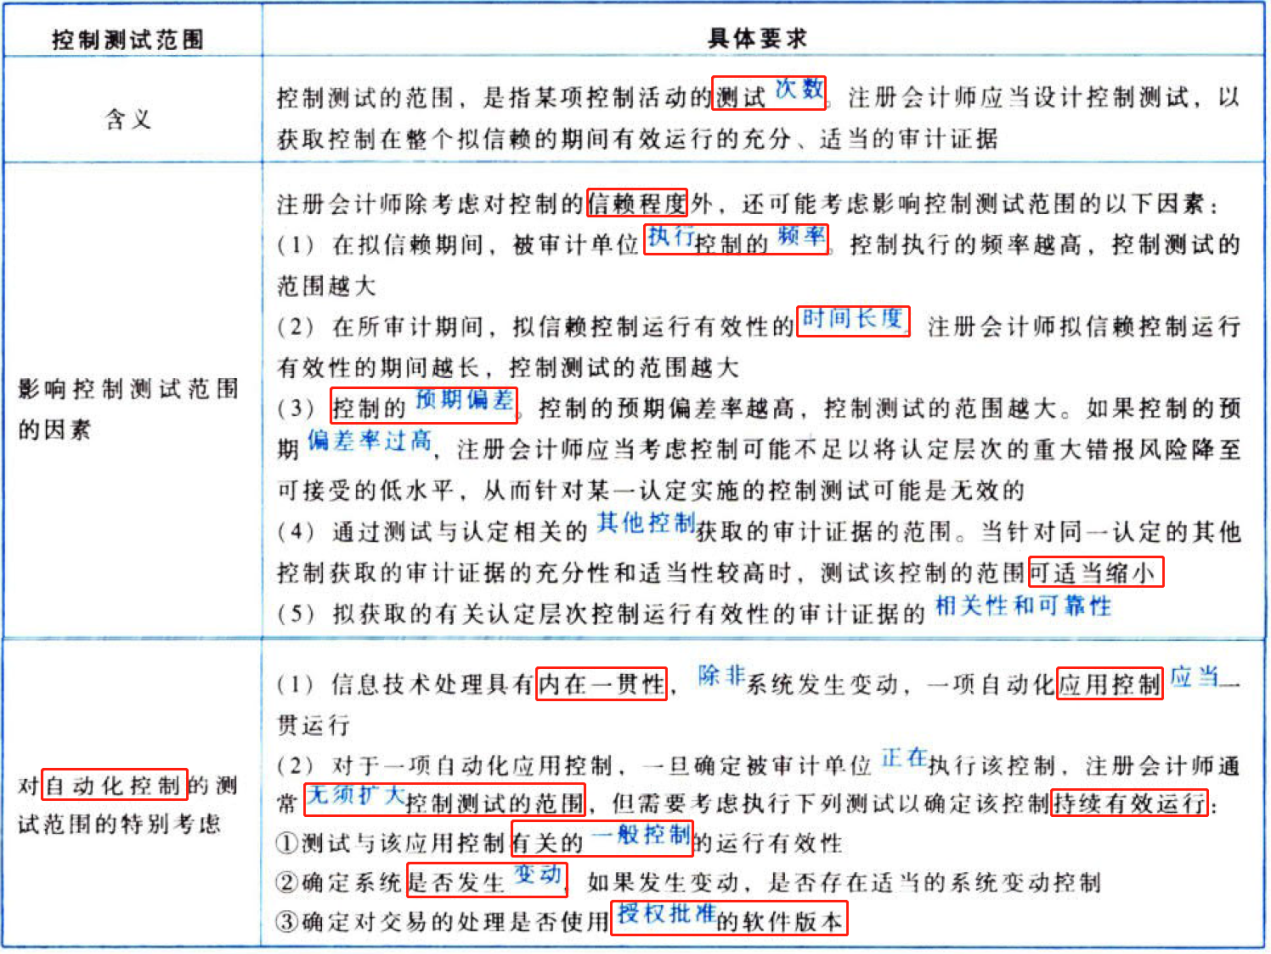 控制测试范围
具体要求
含义
控制测试的范围，是指某项控制活动的测试次数。注册会计师应当设计控制测试，以
获取控制在整个拟信赖的期间有效运行的充分、适当的审计证据
影响控制测试范围
的因素
注册会计师除考虑对控制的信赖程度外，还可能考虑影响控制测试范围的以下因素：
（1）在拟信赖期间，被审计单位执行控制的频率。控制执行的频率越高，控制测试的
范围越大
（2）在所审计期间，拟信赖控制运行有效性的时间长度。注册会计师拟信赖控制运行
有效性的期间越长，控制测试的范围越大
（3）控制的预期偏差。控制的预期偏差率越高，控制测试的范围越大。如果控制的预
期偏差率过高，注册会计师应当考虑控制可能不足以将认定层次的重大错报风险降至
可接受的低水平，从而针对某一认定实施的控制测试可能是无效的
（4）通过测试与认定相关的其他控制获取的审计证据的范围。当针对同一认定的其他
控制获取的审计证据的充分性和适当性较高时，测试该控制的范围可适当缩小
（5）拟获取的有关认定层次控制运行有效性的审计证据的相关性和可靠性
对自动化控制的测
试范围的特别考虑
（1）信息技术处理具有内在一贯性，除非系统发生变动，一项自动化应用控制应当一
贯运行
（2）对于一项自动化应用控制，一旦确定被审计单位正在执行该控制，注册会计师通
常无须扩大控制测试的范围，但需要考虑执行下列测试以确定该控制持续有效运行：
①测试与该应用控制有关的一般控制的运行有效性
②确定系统是否发生变动，如果发生变动，是否存在适当的系统变动控制
③确定对交易的处理是否使用授权批准的软件版本